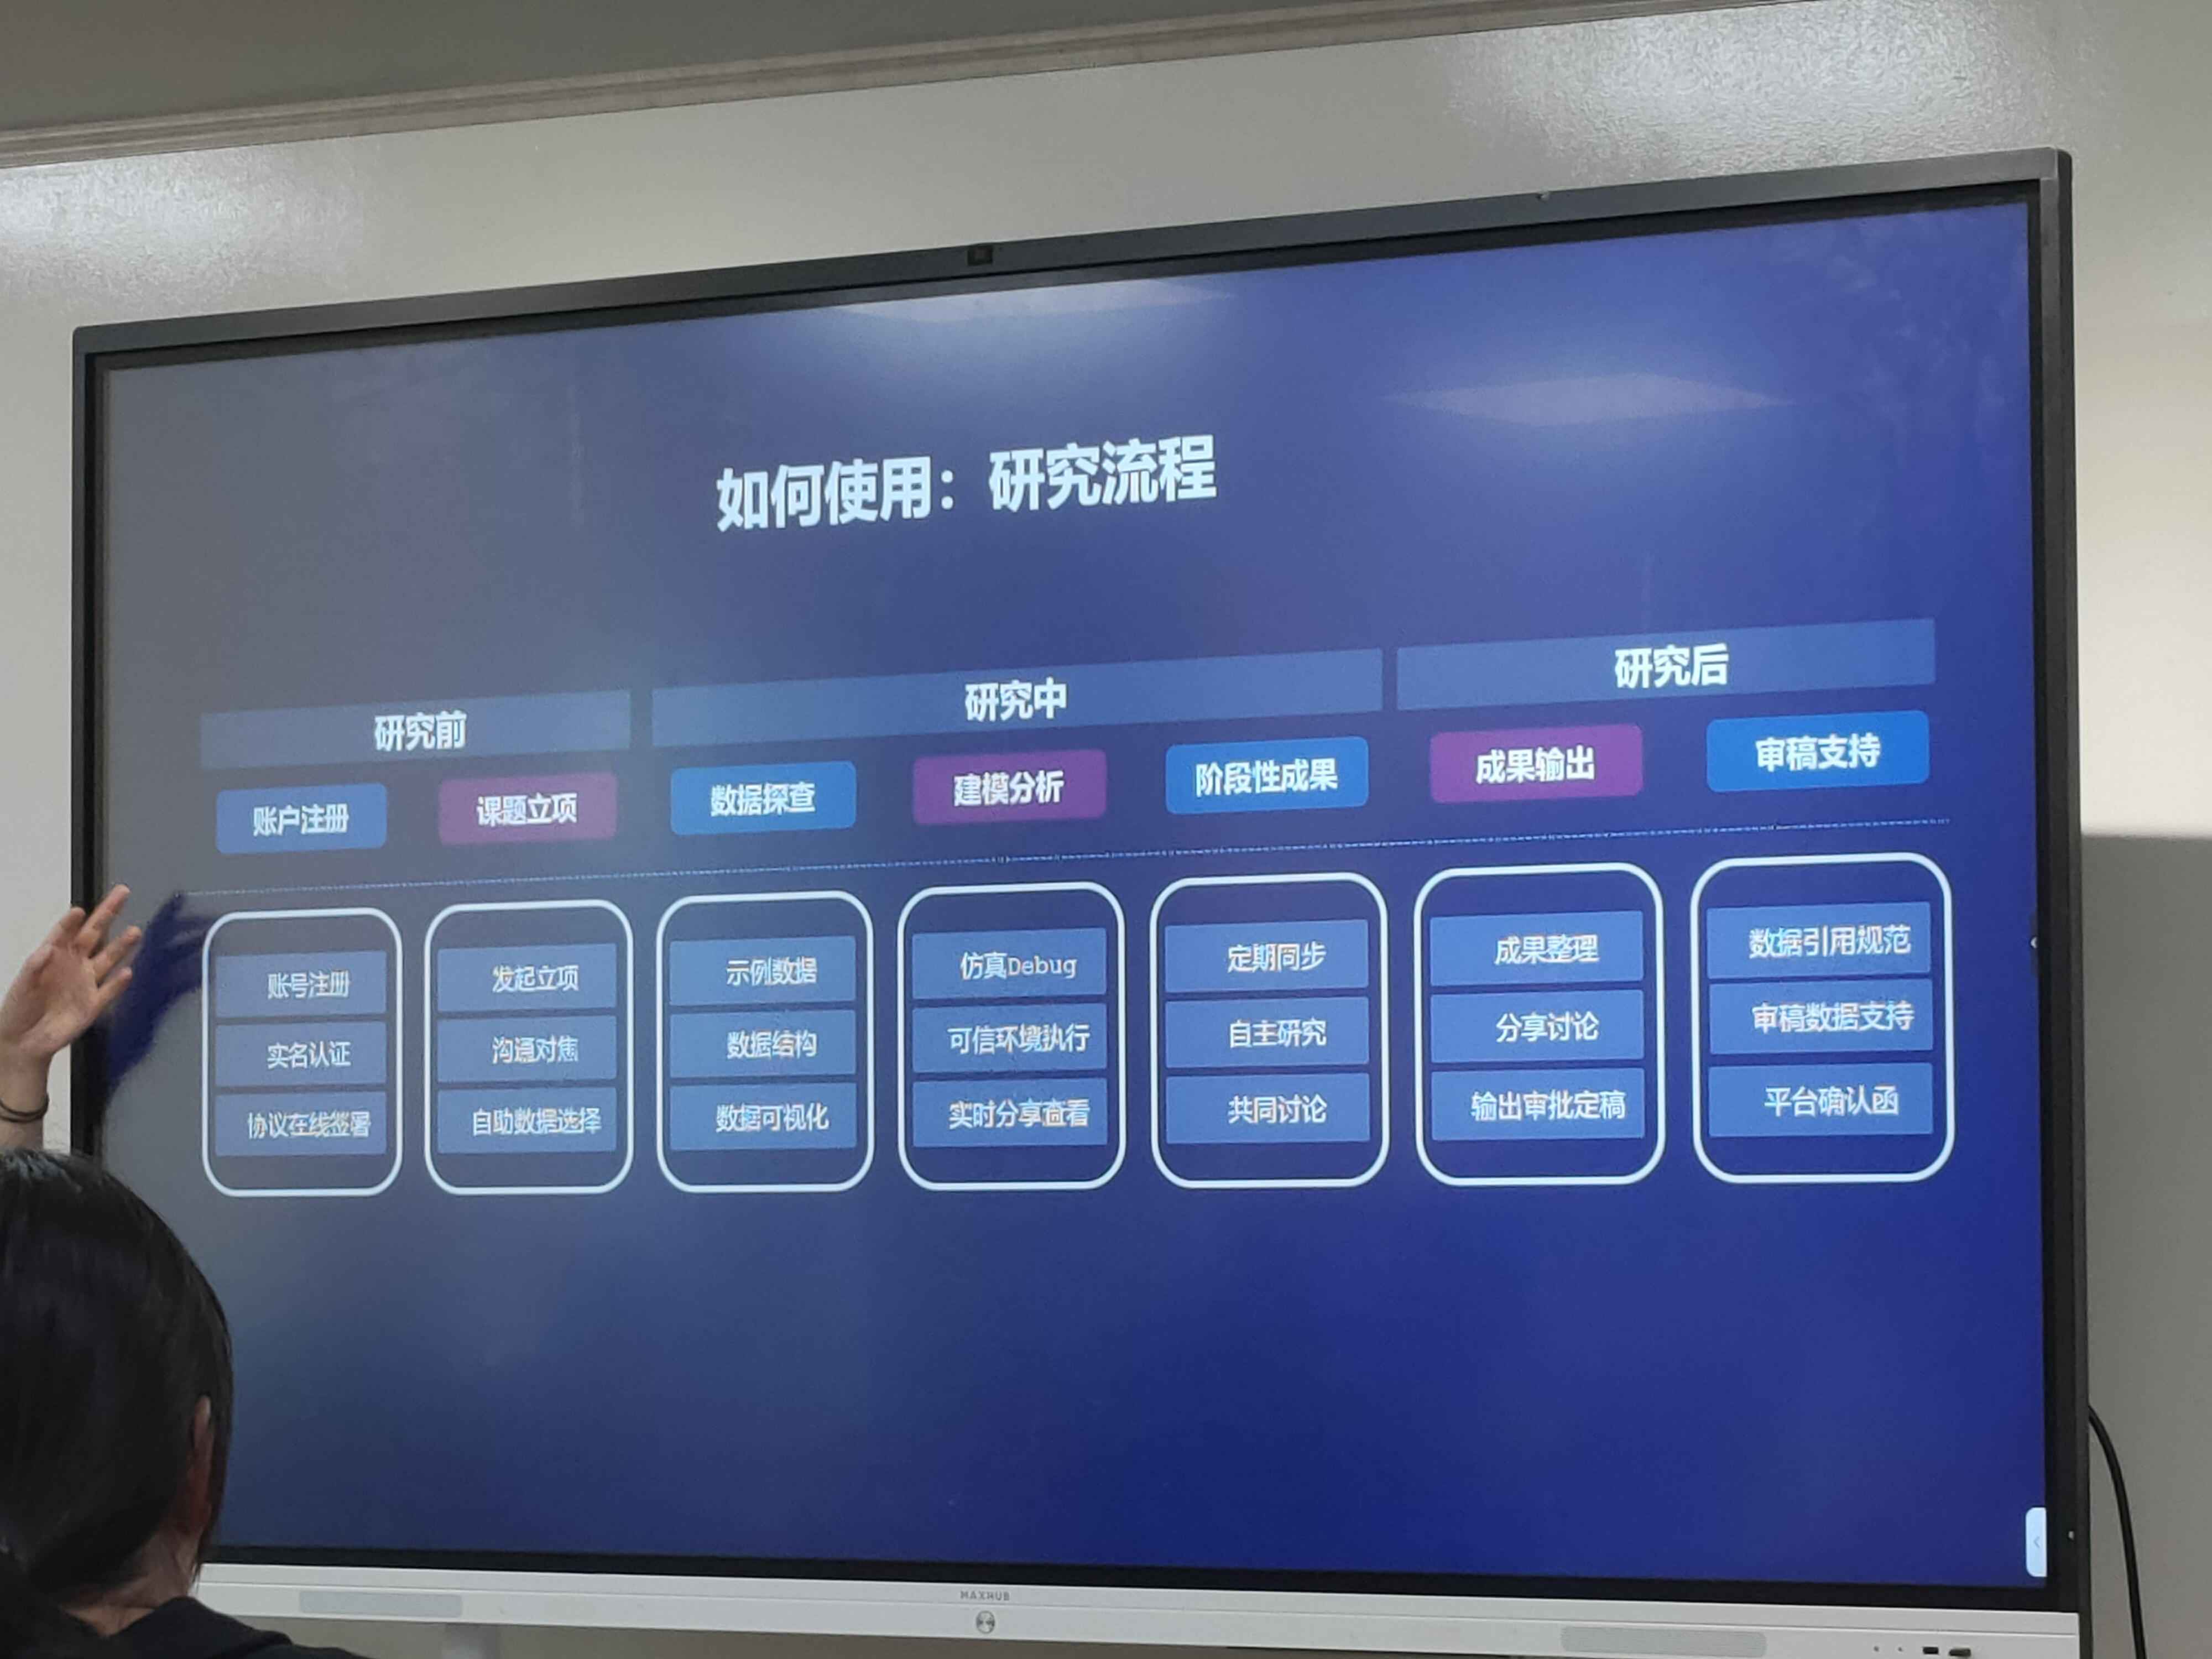 如何使用：研究流程
研究前
研究中
研究后
账户注册
课题立项
数据探查
建模分析
阶段性成果
成果输出
审稿支持
账号注册
实名认证
协议在线签署
发起立项
沟通对焦
自助数据选择
示例数据
数据结构
数据可视化
仿真Debug
可信环境执行
实时分享查看
定期同步
自主研究
共同讨论
成果整理
分享讨论
输出审批定稿
数据引用规范
审稿数据支持
平台确认函
MAXHUB